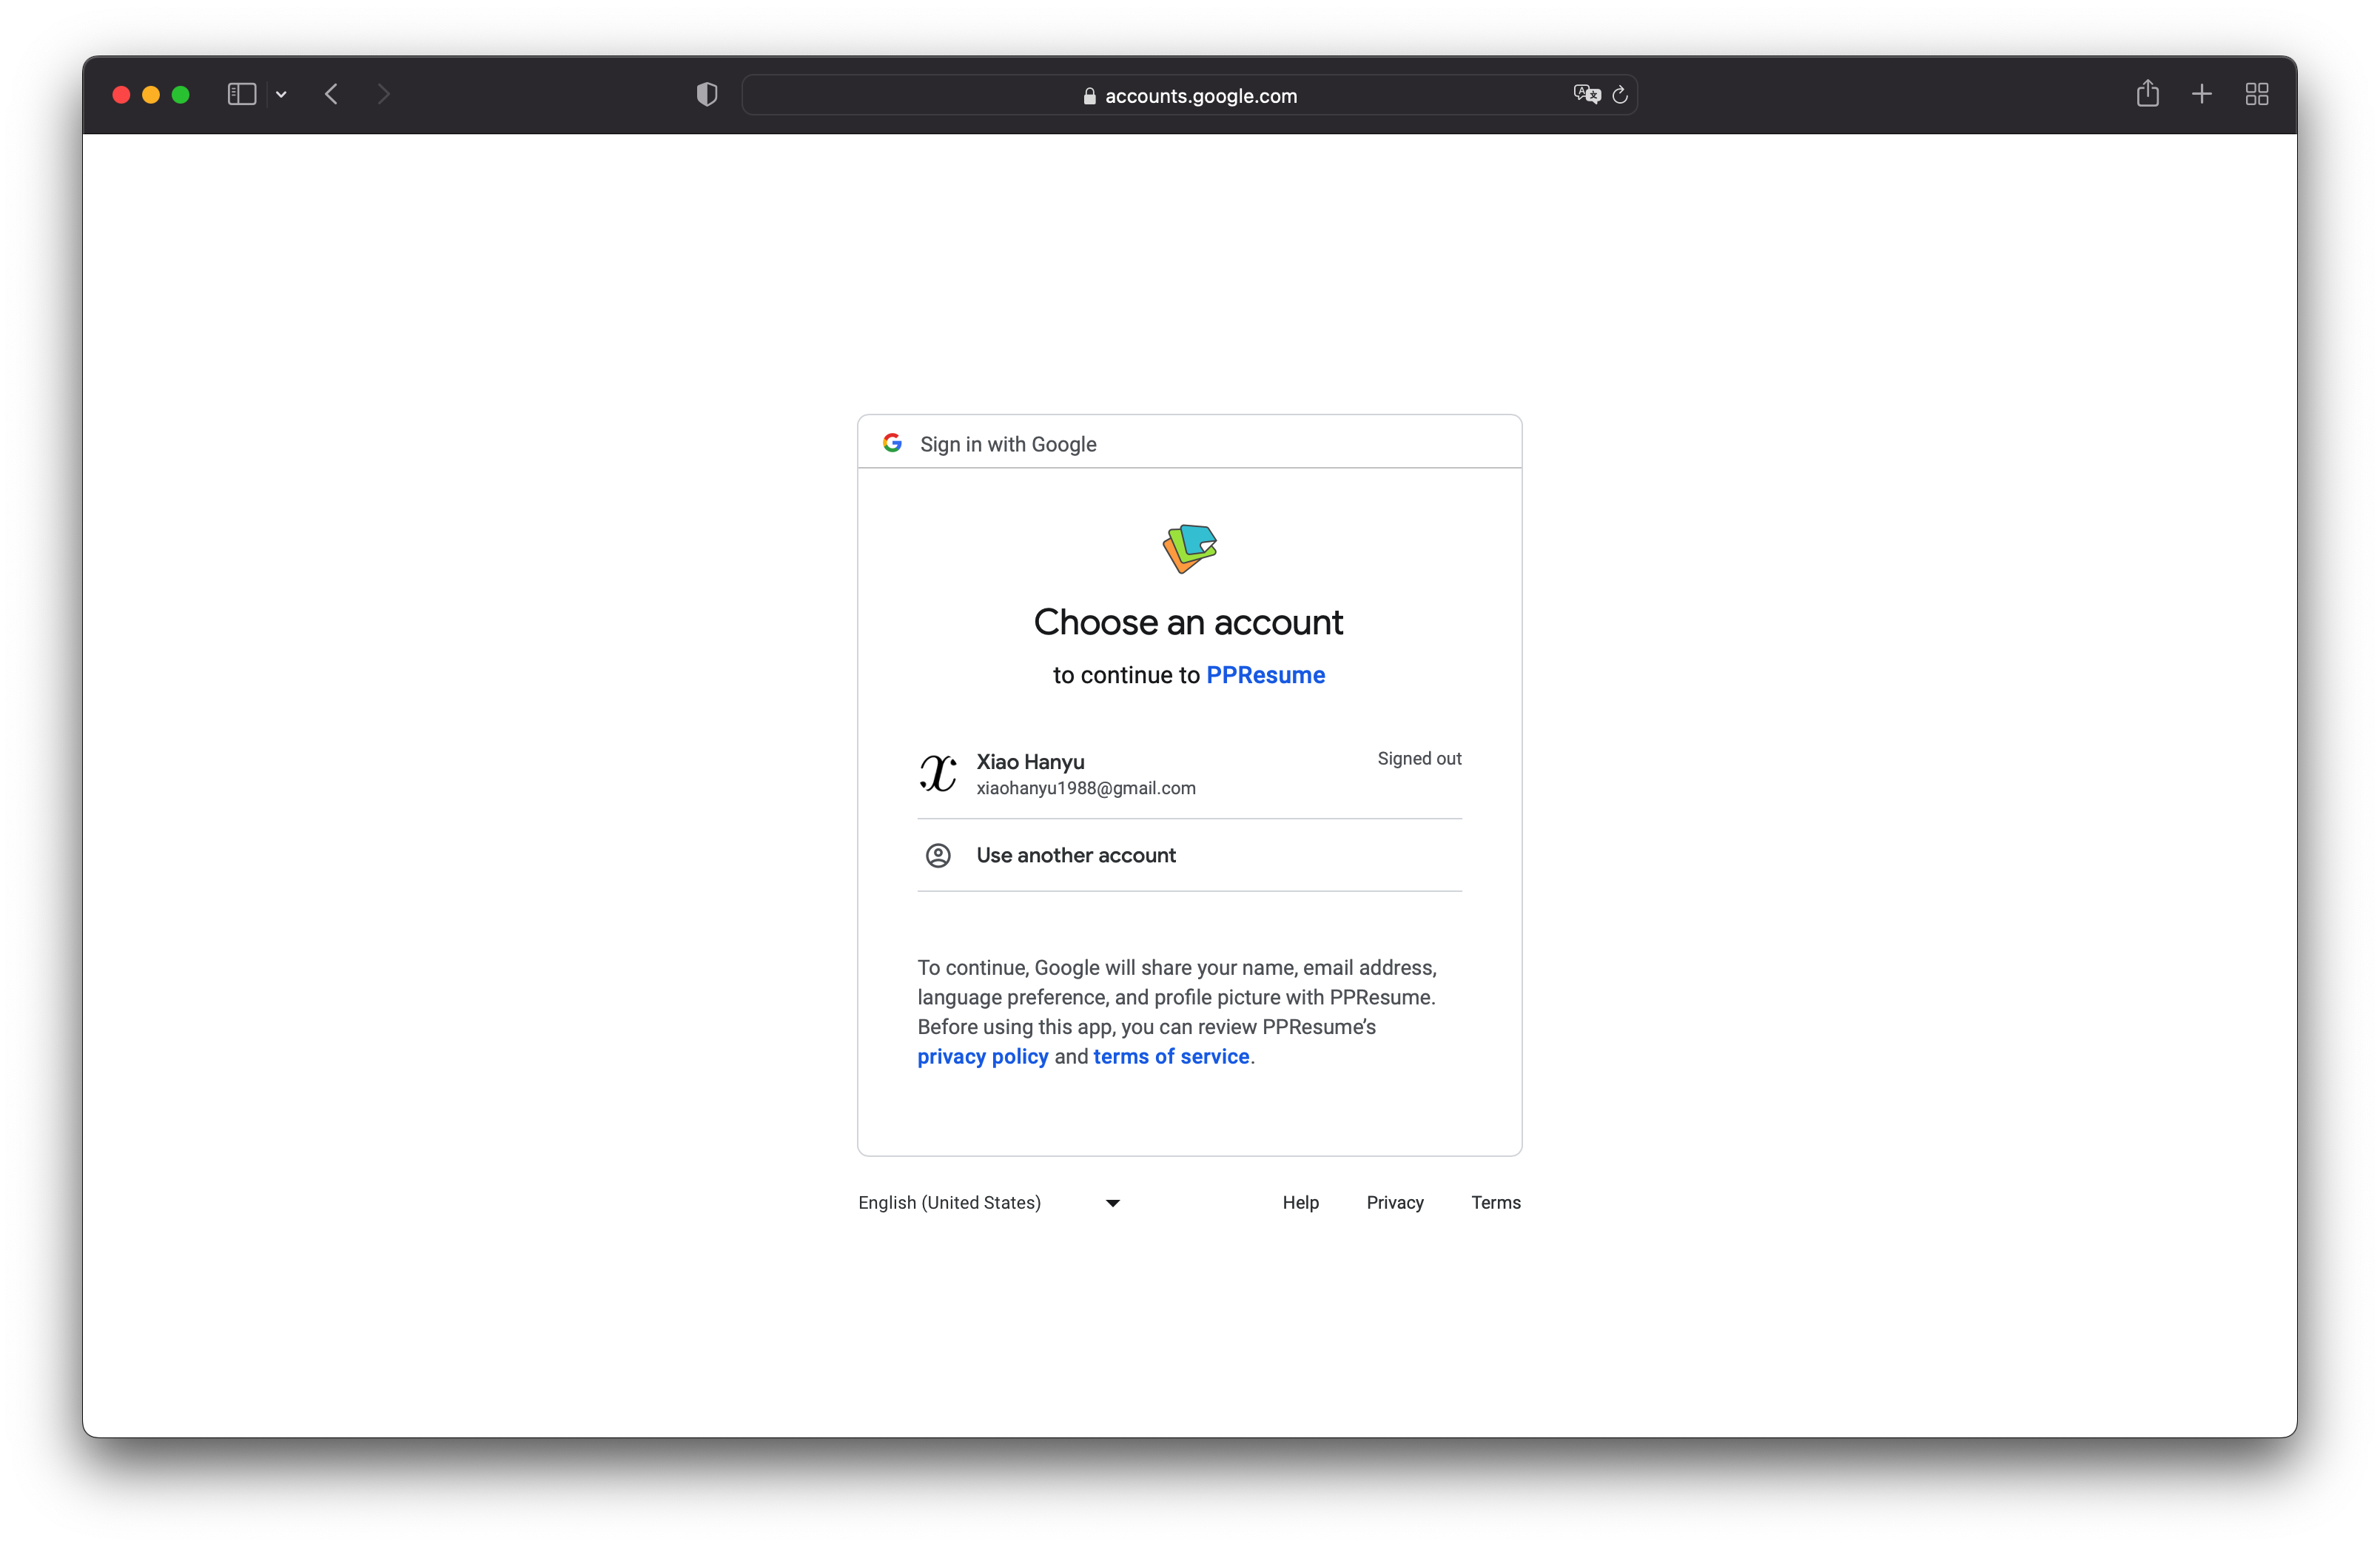 accounts.google.com
Sign in with Google
Choose an account
to continue to PPResume
Xiao Hanyu
Signed out
xiaohanyu1988@gmail.com
Use another account
To continue, Google will share your name, email address,
language preference, and profile picture with PPResume.
Before using this app, you can review PPResume’s
privacy policy and terms of service.
English (United States)
Help Privacy Terms